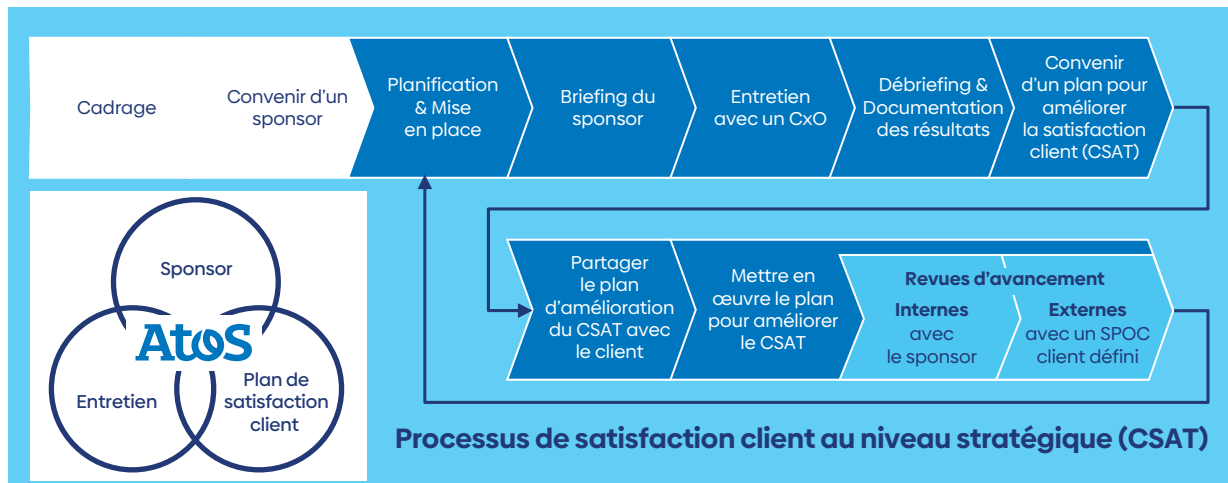 Cadrage
Convenir d'un
sponsor
Planification
& Mise
en place
Briefing du
sponsor
Entretien
avec un CxO
Débriefing &
Documentation
des résultats
Convenir
d'un plan pour
améliorer
la satisfaction
client (CSAT)
Partager
le plan
d'amélioration
du CSAT avec
le client
Mettre en
œuvre le plan
pour améliorer
le CSAT
Revues d'avancement
Internes
avec
le sponsor
Externes
avec un SPOC
client défini
Sponsor
Atos
Entretien
Plan de
satisfaction
client
Processus de satisfaction client au niveau stratégique (CSAT)